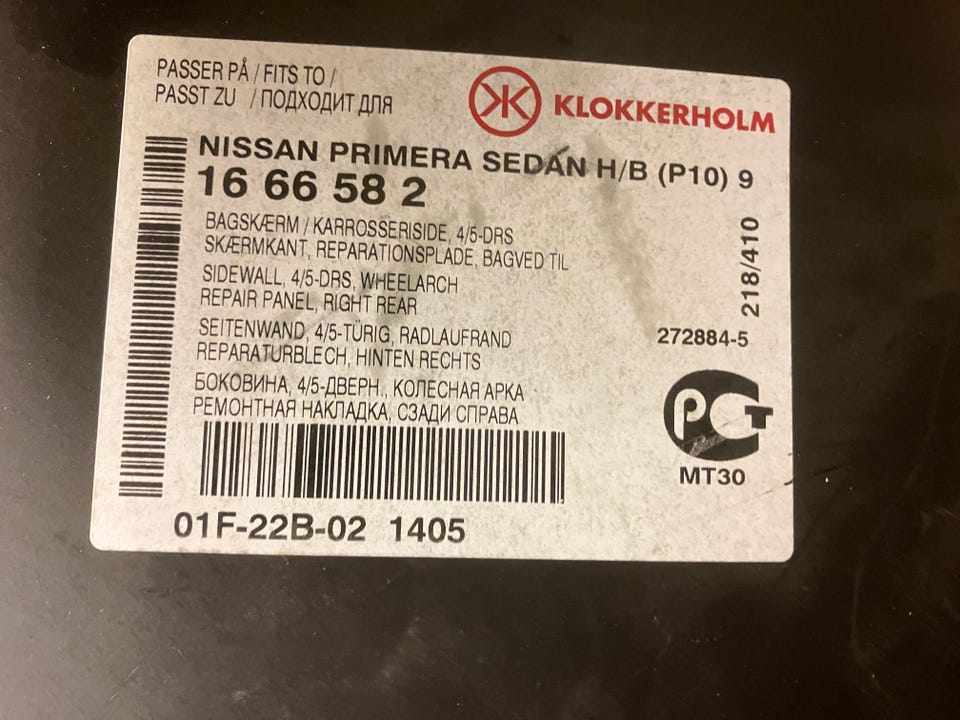 PASSER PÅ / FITS TO /
PASST ZU / ПОДХОДИТ ДЛЯ
KLOKKERHOLM
NISSAN PRIMERA SEDAN H/B (P10) 9
16 66 58 2
BAGSKÆRM / KARROSSERISIDE, 4/5-DRS
SKÆRMKANT, REPARATIONSPLADE, BAGVED TIL
SIDEWALL, 4/5-DRS, WHEELARCH
REPAIR PANEL, RIGHT REAR
SEITENWAND, 4/5-TÜRIG, RADLAUFRAND
REPARATURBLECH, HINTEN RECHTS
БОКОВИНА, 4/5-ДВЕРН., КОЛЕСНАЯ АРКА
РЕМОНТНАЯ НАКЛАДКА, СЗАДИ СПРАВА
218/410
272884-5
РСТ
МТ30
01F-22B-02 1405